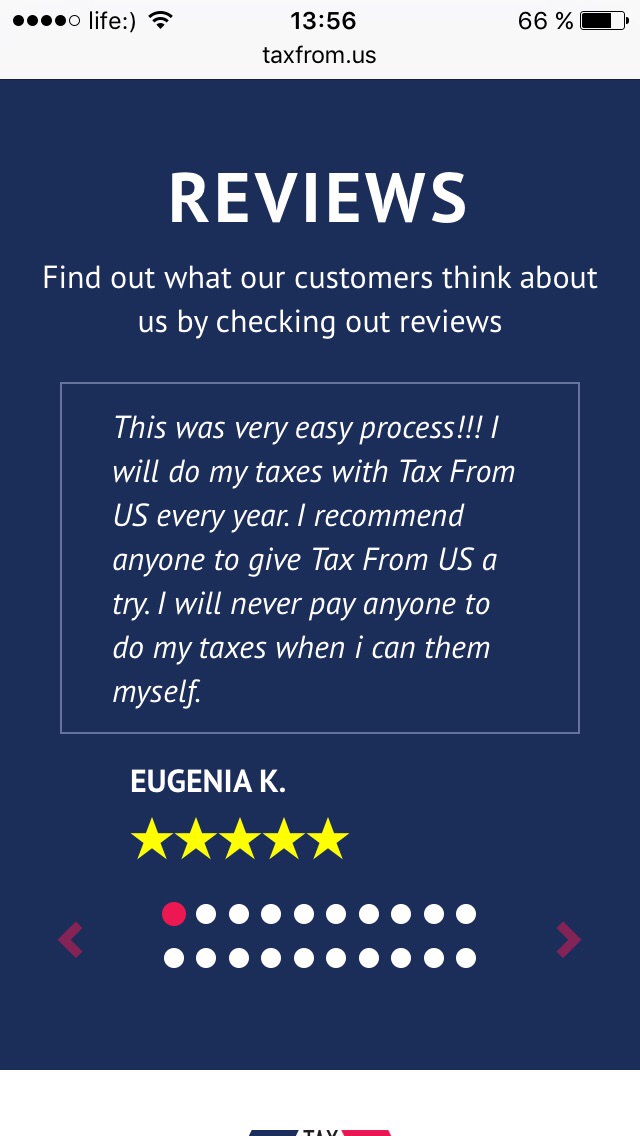 life:) 13:56 66 %
taxfrom.us
REVIEWS
Find out what our customers think about
us by checking out reviews
This was very easy process!!! I
will do my taxes with Tax From
US every year. I recommend
anyone to give Tax From US a
try. I will never pay anyone to
do my taxes when i can them
myself.
EUGENIA K.
TAX